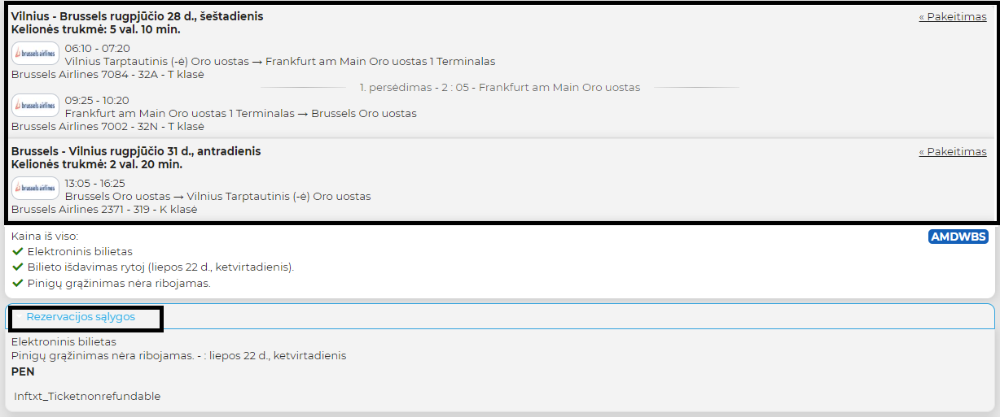 Vilnius - Brussels rugpjūčio 28 d., šeštadienis
« Pakeitimas
Kelionės trukmė: 5 val. 10 min.
brussels airlines
06:10 - 07:20
Vilnius Tarptautinis (-ė) Oro uostas → Frankfurt am Main Oro uostas 1 Terminalas
Brussels Airlines 7084 - 32A - T klasė
1. persėdimas - 2 : 05 - Frankfurt am Main Oro uostas
brussels airlines
09:25 - 10:20
Frankfurt am Main Oro uostas 1 Terminalas → Brussels Oro uostas
Brussels Airlines 7002 - 32N - T klasė
Brussels - Vilnius rugpjūčio 31 d., antradienis
« Pakeitimas
Kelionės trukmė: 2 val. 20 min.
brussels airlines
13:05 - 16:25
Brussels Oro uostas → Vilnius Tarptautinis (-ė) Oro uostas
Brussels Airlines 2371 - 319 - K klasė
Kaina iš viso:
AMDWBS
Elektroninis bilietas
Bilieto išdavimas rytoj (liepos 22 d., ketvirtadienis).
Pinigų grąžinimas nėra ribojamas.
Rezervacijos sąlygos
Elektroninis bilietas
Pinigų grąžinimas nėra ribojamas. - : liepos 22 d., ketvirtadienis
PEN
Inftxt_Ticketnonrefundable